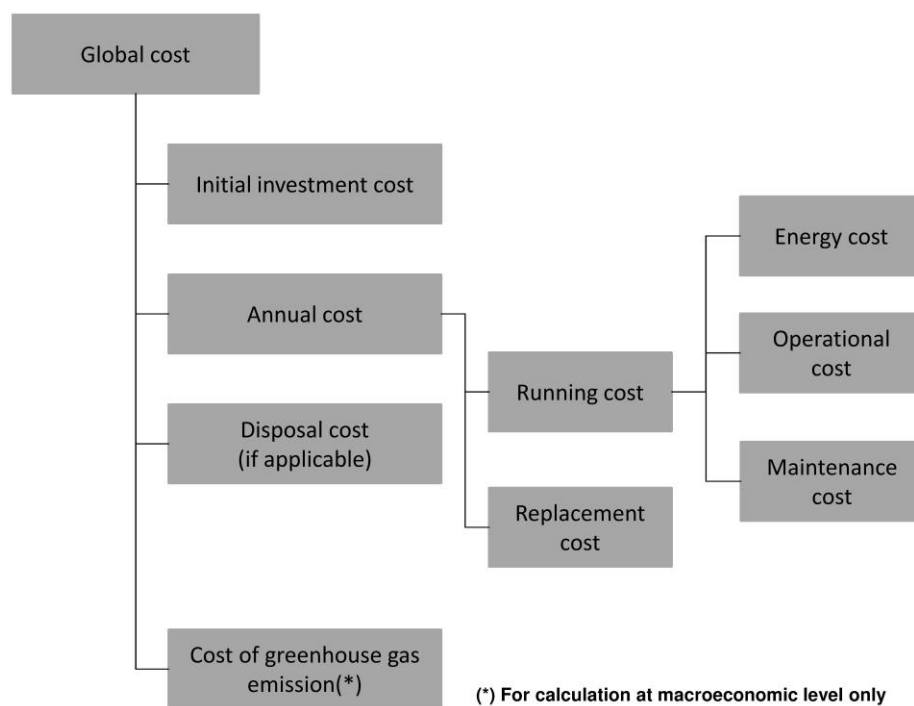 Global cost
Initial investment cost
Annual cost
Disposal cost
(if applicable)
Cost of greenhouse gas
emission(*)
Running cost
Replacement
cost
Energy cost
Operational
cost
Maintenance
cost
(*) For calculation at macroeconomic level only